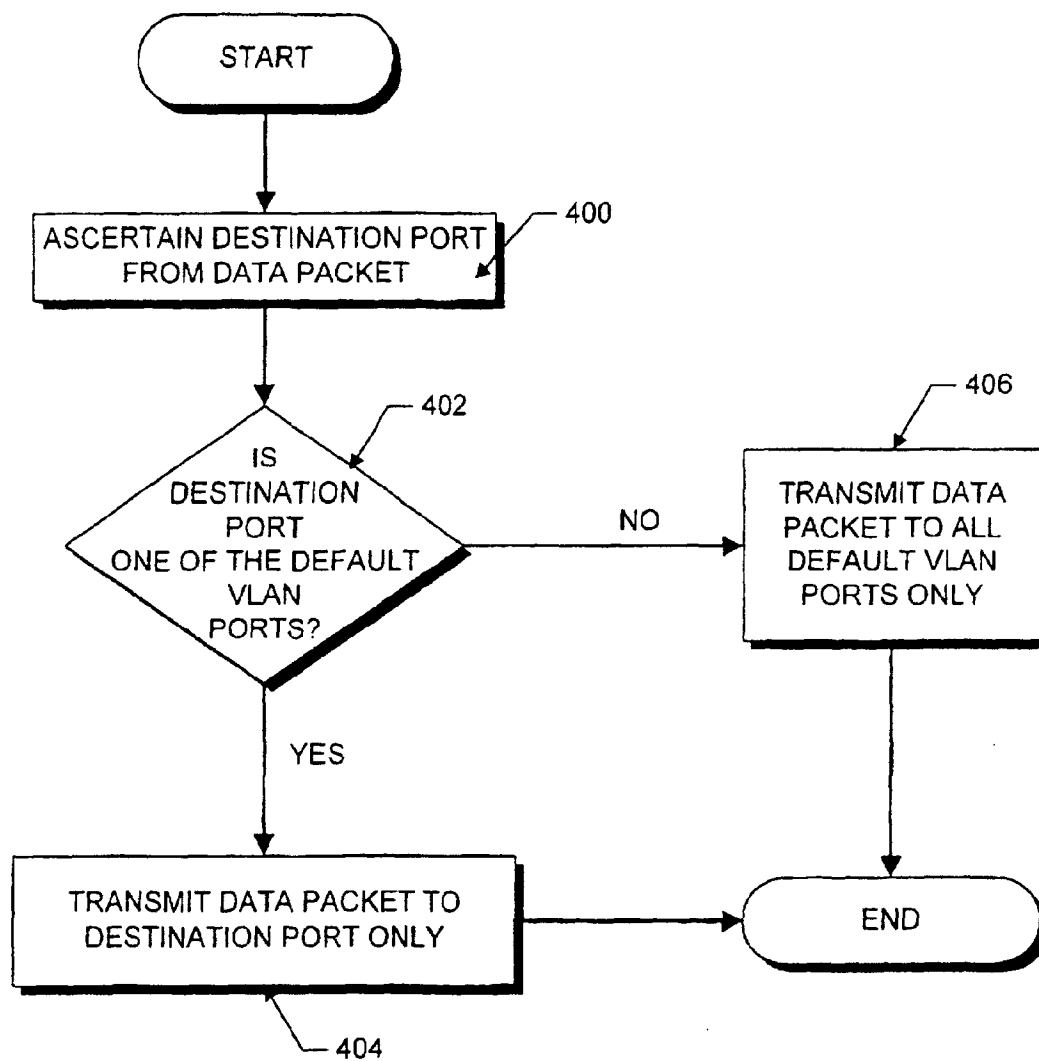 START
ASCERTAIN DESTINATION PORT
FROM DATA PACKET
400
402
IS
DESTINATION
PORT
ONE OF THE DEFAULT
VLAN
PORTS?
NO
406
TRANSMIT DATA
PACKET TO ALL
DEFAULT VLAN
PORTS ONLY
YES
TRANSMIT DATA PACKET TO
DESTINATION PORT ONLY
404
END